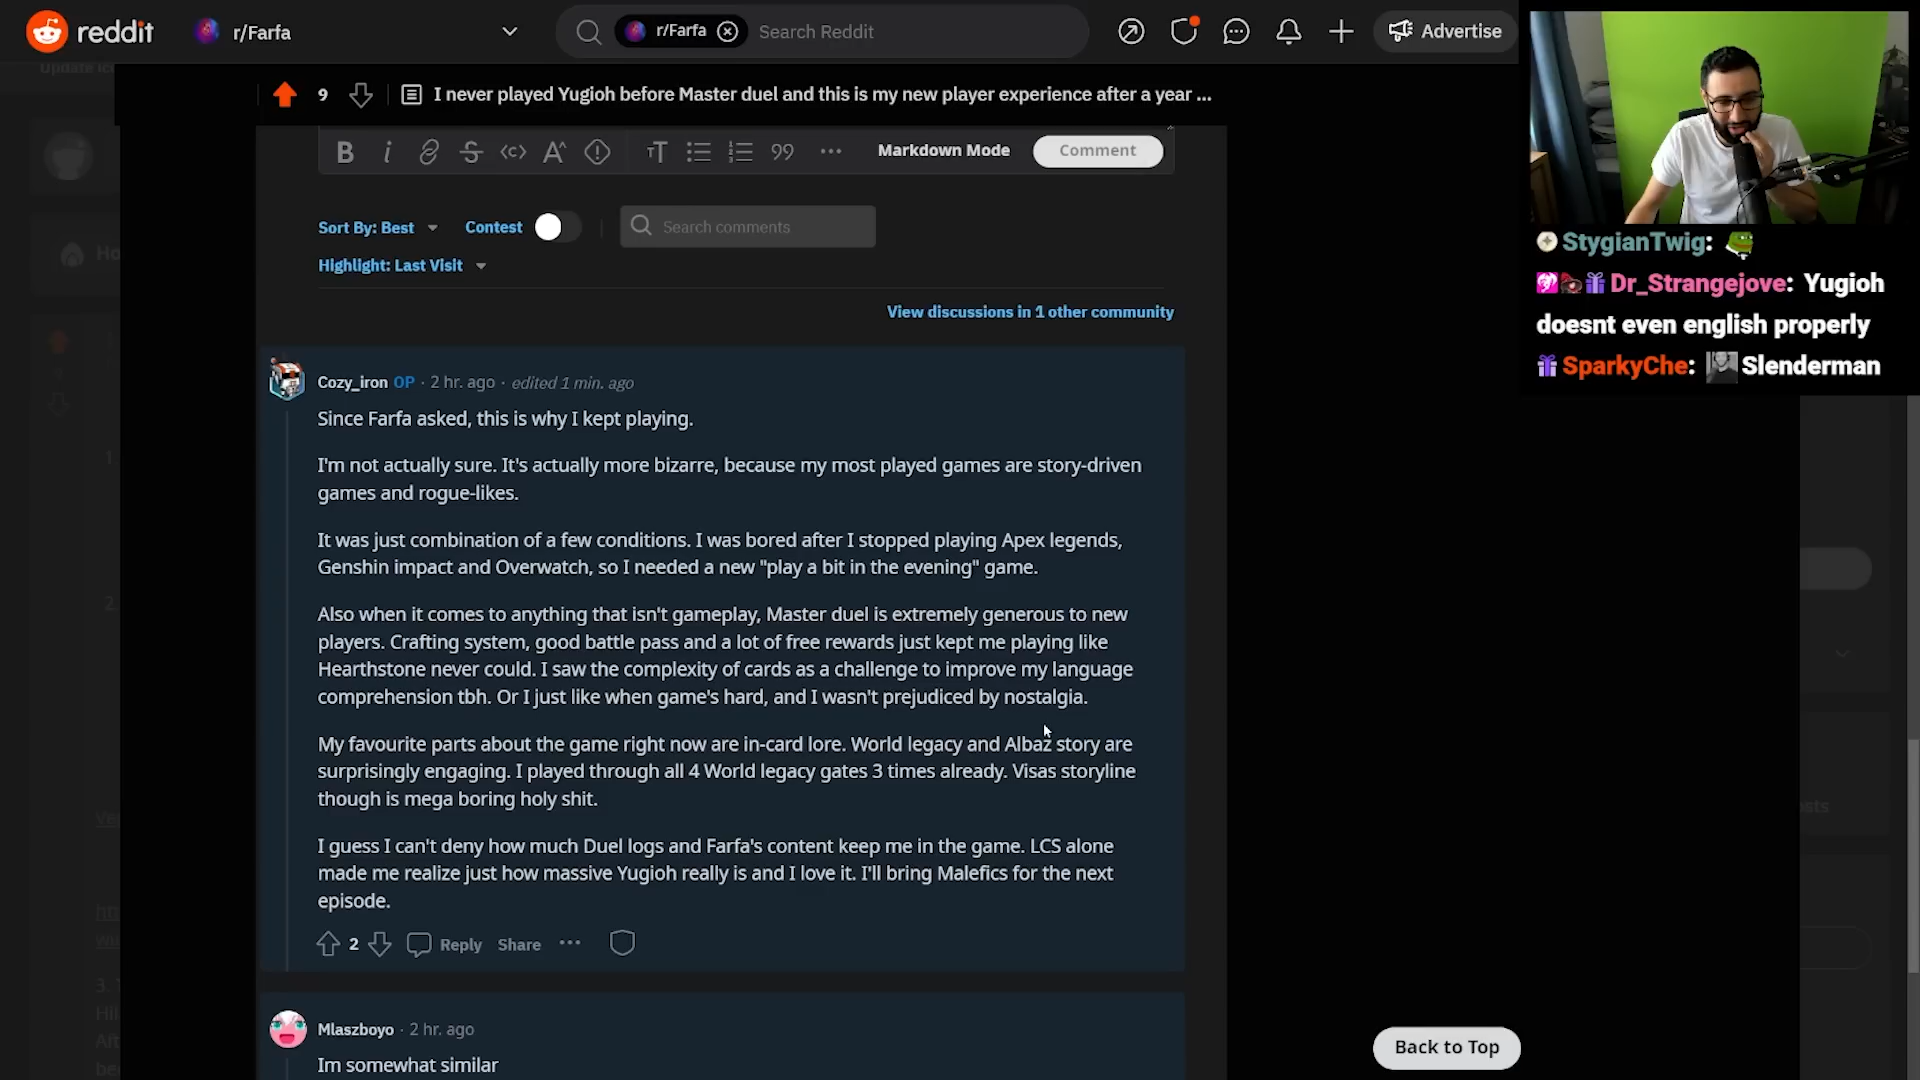 reddit
r/Farfa
r/Farfa
Search Reddit
Advertise
9
I never played Yugioh before Master duel and this is my new player experience after a year ...
B i
99
Markdown Mode
Comment
Sort By: Best
Contest
Search comments
Highlight: Last Visit
View discussions in 1 other community
Cozy_iron OP · 2 hr. ago · edited 1 min. ago
Since Farfa asked, this is why I kept playing.
I'm not actually sure. It's actually more bizarre, because my most played games are story-driven
games and rogue-likes.
It was just combination of a few conditions. I was bored after I stopped playing Apex legends,
Genshin impact and Overwatch, so I needed a new "play a bit in the evening" game.
Also when it comes to anything that isn't gameplay, Master duel is extremely generous to new
players. Crafting system, good battle pass and a lot of free rewards just kept me playing like
Hearthstone never could. I saw the complexity of cards as a challenge to improve my language
comprehension tbh. Or I just like when game's hard, and I wasn't prejudiced by nostalgia.
My favourite parts about the game right now are in-card lore. World legacy and Albaz story are
surprisingly engaging. I played through all 4 World legacy gates 3 times already. Visas storyline
though is mega boring holy shit.
I guess I can't deny how much Duel logs and Farfa's content keep me in the game. LCS alone
made me realize just how massive Yugioh really is and I love it. I'll bring Malefics for the next
episode.
2
Reply
Share
Mlaszboyo · 2 hr. ago
Im somewhat similar
Back to Top
StygianTwig:
Dr_Strangejove: Yugioh
doesnt even english properly
SparkyChe: Slenderman